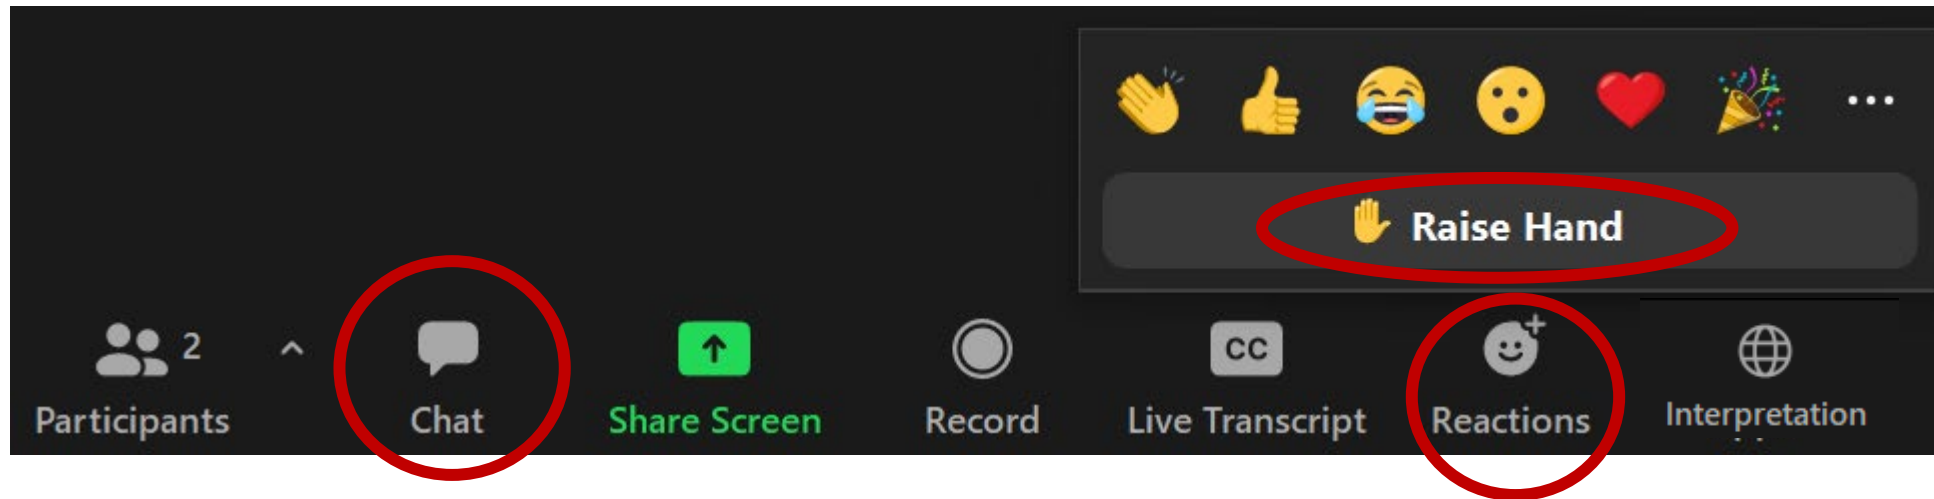 Raise Hand
2
CC
Participants
Chat
Share Screen
Record
Live Transcript
Reactions
Interpretation